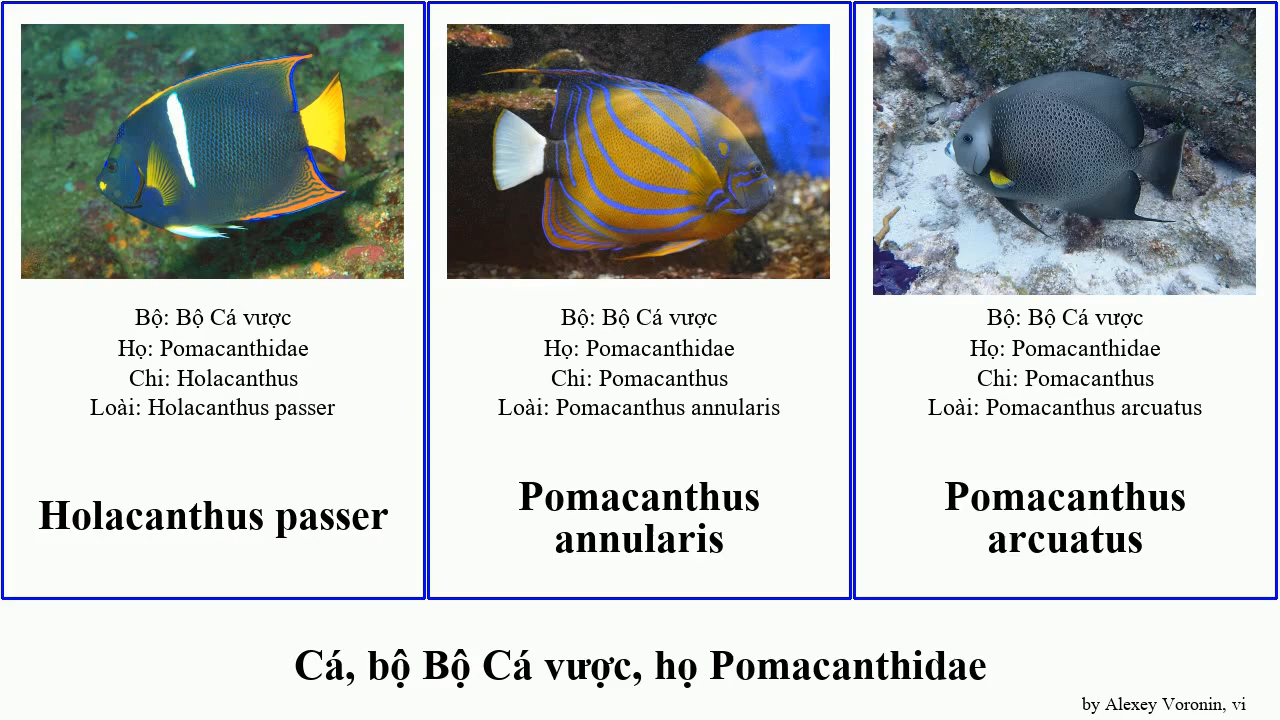 Bộ: Bộ Cá vược
Họ: Pomacanthidae
Chi: Holacanthus
Loài: Holacanthus passer
Holacanthus passer
Bộ: Bộ Cá vược
Họ: Pomacanthidae
Chi: Pomacanthus
Loài: Pomacanthus annularis
Pomacanthus
annularis
Bộ: Bộ Cá vược
Họ: Pomacanthidae
Chi: Pomacanthus
Loài: Pomacanthus arcuatus
Pomacanthus
arcuatus
Cá, bộ Bộ Cá vược, họ Pomacanthidae
by Alexey Voronin, vi